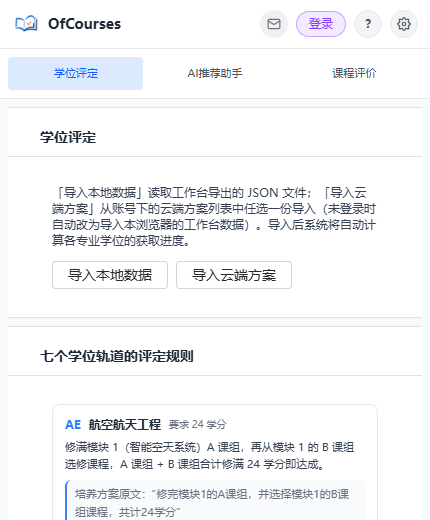 OfCourses
登录
?
学位评定
AI推荐助手
课程评价
学位评定
「导入本地数据」读取工作台导出的 JSON 文件；「导入云
端方案」从账号下的云端方案列表中任选一份导入（未登录时
自动改为导入本浏览器的工作台数据）。导入后系统将自动计
算各专业学位的获取进度。
导入本地数据
导入云端方案
七个学位轨道的评定规则
AE 航空航天工程 要求 24 学分
修满模块 1（智能空天系统）A 课组，再从模块 1 的 B 课组
选修课程，A 课组 + B 课组合计修满 24 学分即达成。
培养方案原文：“修完模块1的A课组，并选择模块1的B课
组课程，共计24学分”